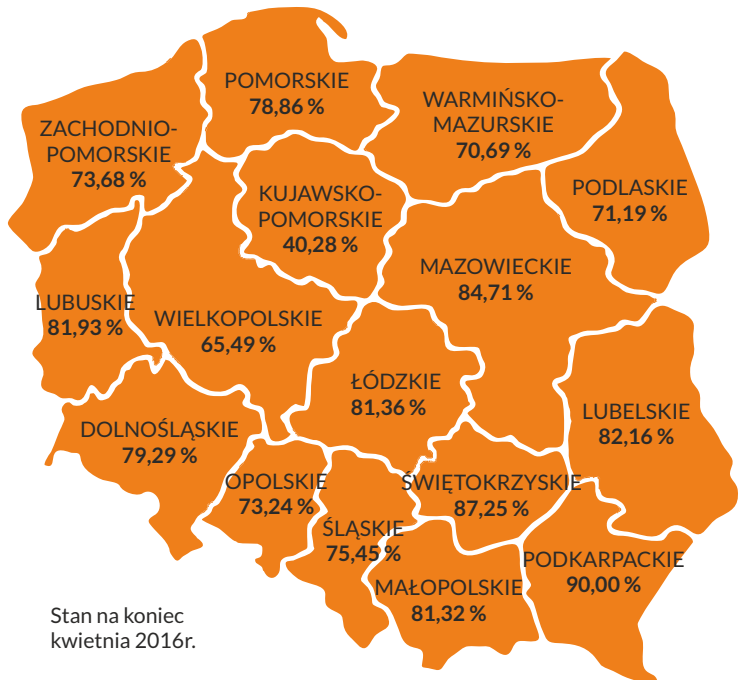 POMORSKIE
78,86 %
WARMIŃSKO-
MAZURSKIE
70,69 %
ZACHODNIO-
POMORSKIE
73,68 %
KUJAWSKO-
POMORSKIE
40,28 %
PODLASKIE
71,19 %
MAZOWIECKIE
84,71 %
LUBUSKIE
81,93 %
WIELKOPOLSKIE
65,49 %
ŁÓDZKIE
81,36 %
LUBELSKIE
82,16 %
DOLNOŚLĄSKIE
79,29 %
OPOLSKIE
73,24 %
ŚWIĘTOKRZYSKIE
87,25 %
ŚLĄSKIE
75,45 %
MAŁOPOLSKIE
81,32 %
PODKARPACKIE
90,00 %
Stan na koniec
kwietnia 2016r.